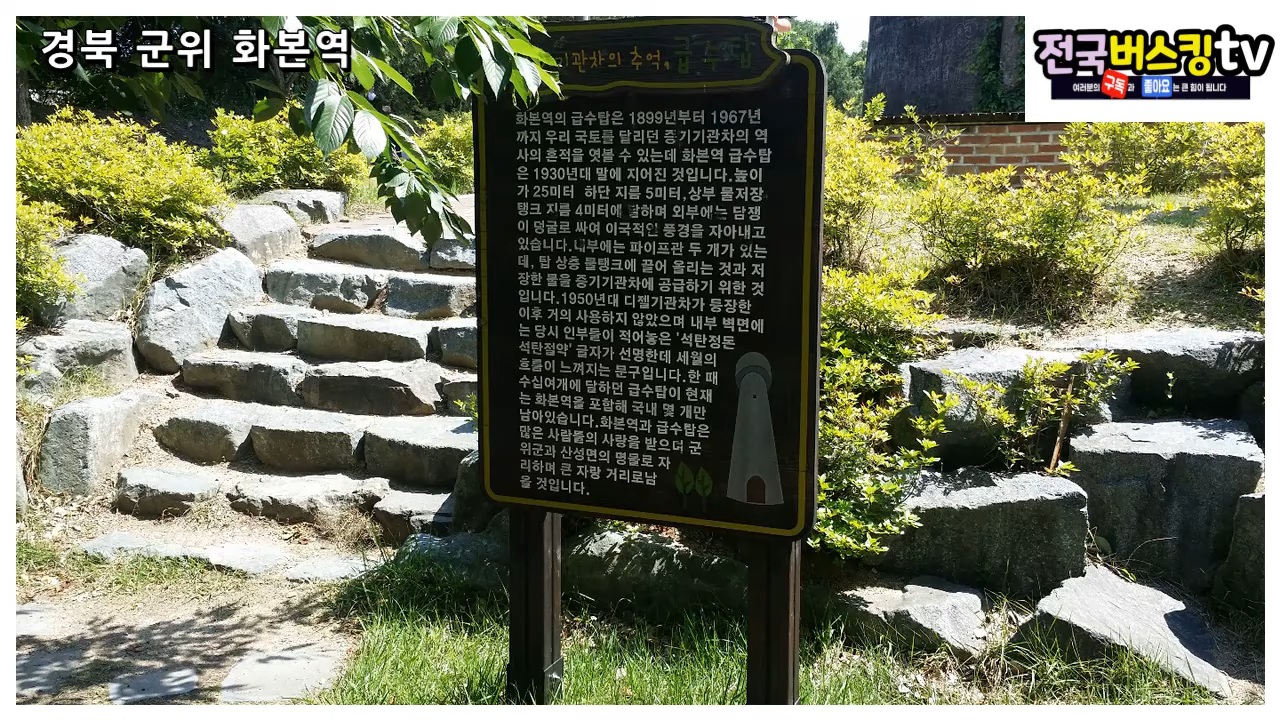 경북 군위 화본역
전국버스킹tv
여러분의 구독 과 좋아요 는 큰 힘이 됩니다
기관차의 추억, 급수탑
화본역의 급수탑은 1899년부터 1967년
까지 우리 국토를 달리던 증기기관차의 역
사의 흔적을 엿볼 수 있는데 화본역 급수탑
은 1930년대 말에 지어진 것입니다.높이
가 25미터 하단 지름 5미터,상부 물저장
탱크 지름 4미터에 달하며 외부에는 담쟁
이 덩굴로 싸여 이국적인 풍경을 자아내고
있습니다.내부에는 파이프관 두 개가 있는
데, 탑 상층 물탱크에 끌어 올리는 것과 저
장한 물을 증기기관차에 공급하기 위한 것
입니다.1950년대 디젤기관차가 등장한
이후 거의 사용하지 않았으며 내부 벽면에
는 당시 인부들이 적어놓은 '석탄정돈
석탄절약' 글자가 선명한데 세월의
흐름이 느껴지는 문구입니다.한 때
수십여개에 달하던 급수탑이 현재
는 화본역을 포함해 국내 몇 개만
남아있습니다.화본역과 급수탑은
많은 사람들의 사랑을 받으며 군
위군과 산성면의 명물로 자
리하며 큰 자랑 거리로남
을 것입니다.